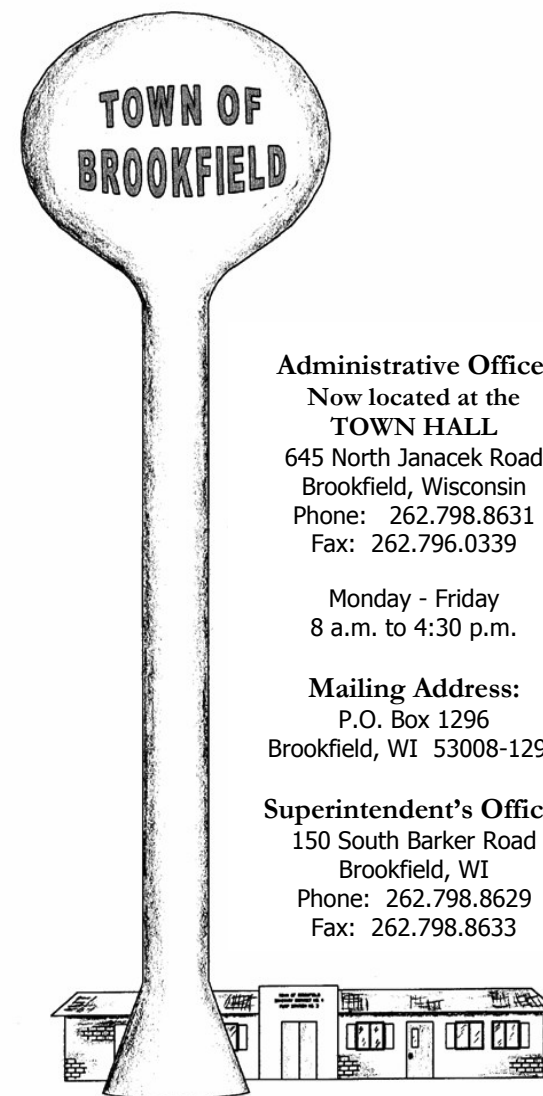 TOWN OF
BROOKFIELD
Administrative Office
Now located at the
TOWN HALL
645 North Janacek Road
Brookfield, Wisconsin
Phone: 262.798.8631
Fax: 262.796.0339
Monday - Friday
8 a.m. to 4:30 p.m.
Mailing Address:
P.O. Box 1296
Brookfield, WI 53008-129
Superintendent’s Offic
150 South Barker Road
Brookfield, WI
Phone: 262.798.8629
Fax: 262.798.8633